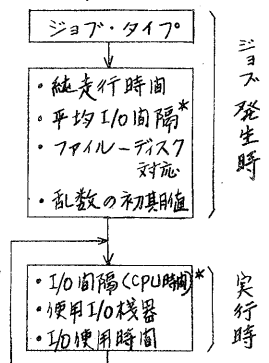 ジョブ・タイプ
・総走行時間
・平均I/O間隔*
・ファイルーディスク
対応
・乱数の初期値
ジョブ発生時
・I/O間隔(CPU時間)*
・使用I/O機器
・I/O使用時間
実行時